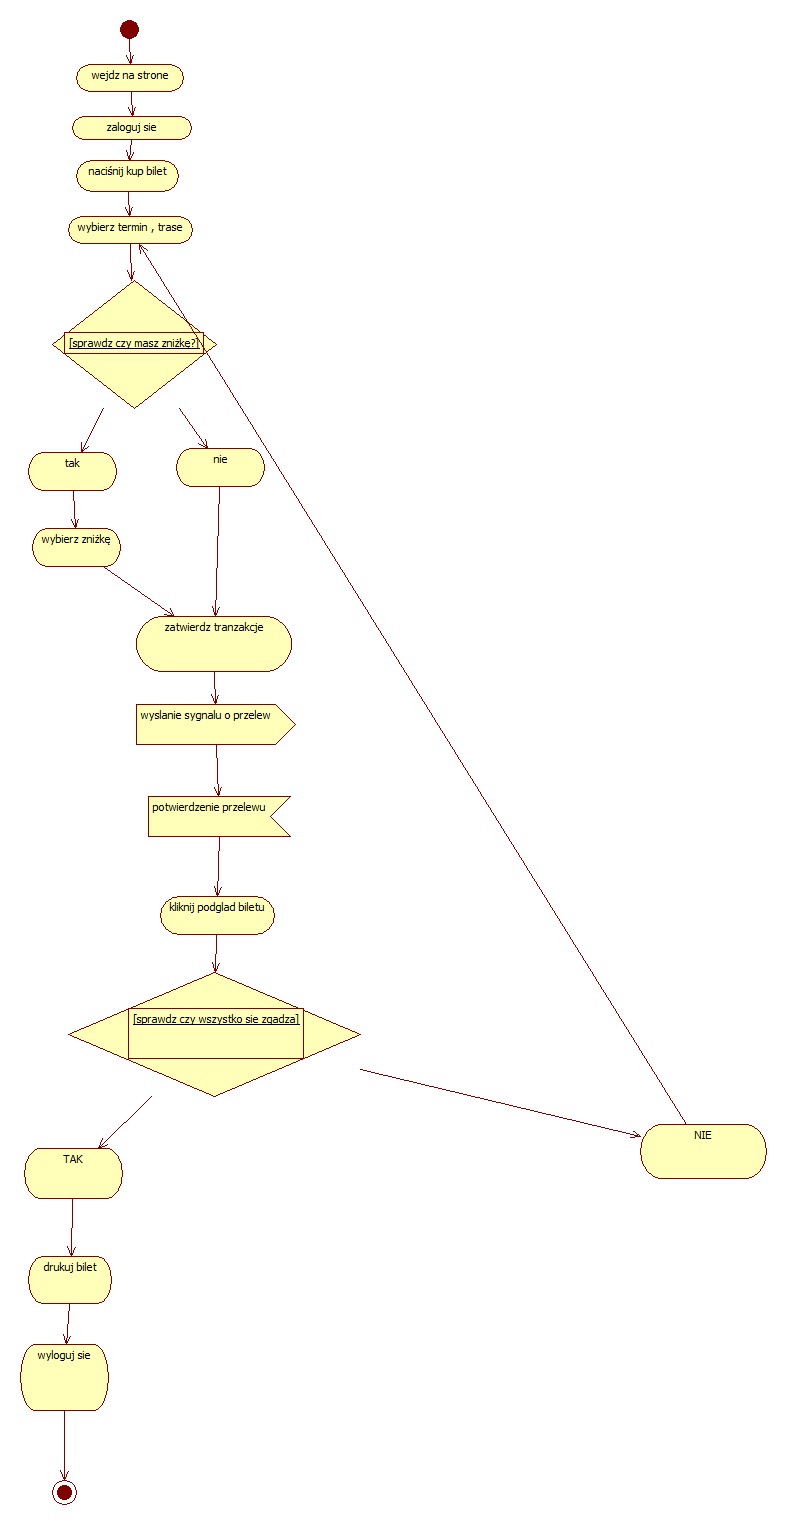 wejdz na strone
zaloguj sie
naciśnij kup bilet
wybierz termin , trase
[sprawdz czy masz zniżkę?]
tak
nie
wybierz zniżkę
zatwierdz tranzakcje
wyslanie sygnalu o przelew
potwierdzenie przelewu
kliknij podglad biletu
[sprawdz czy wszystko sie zgadza]
TAK
NIE
drukuj bilet
wyloguj sie